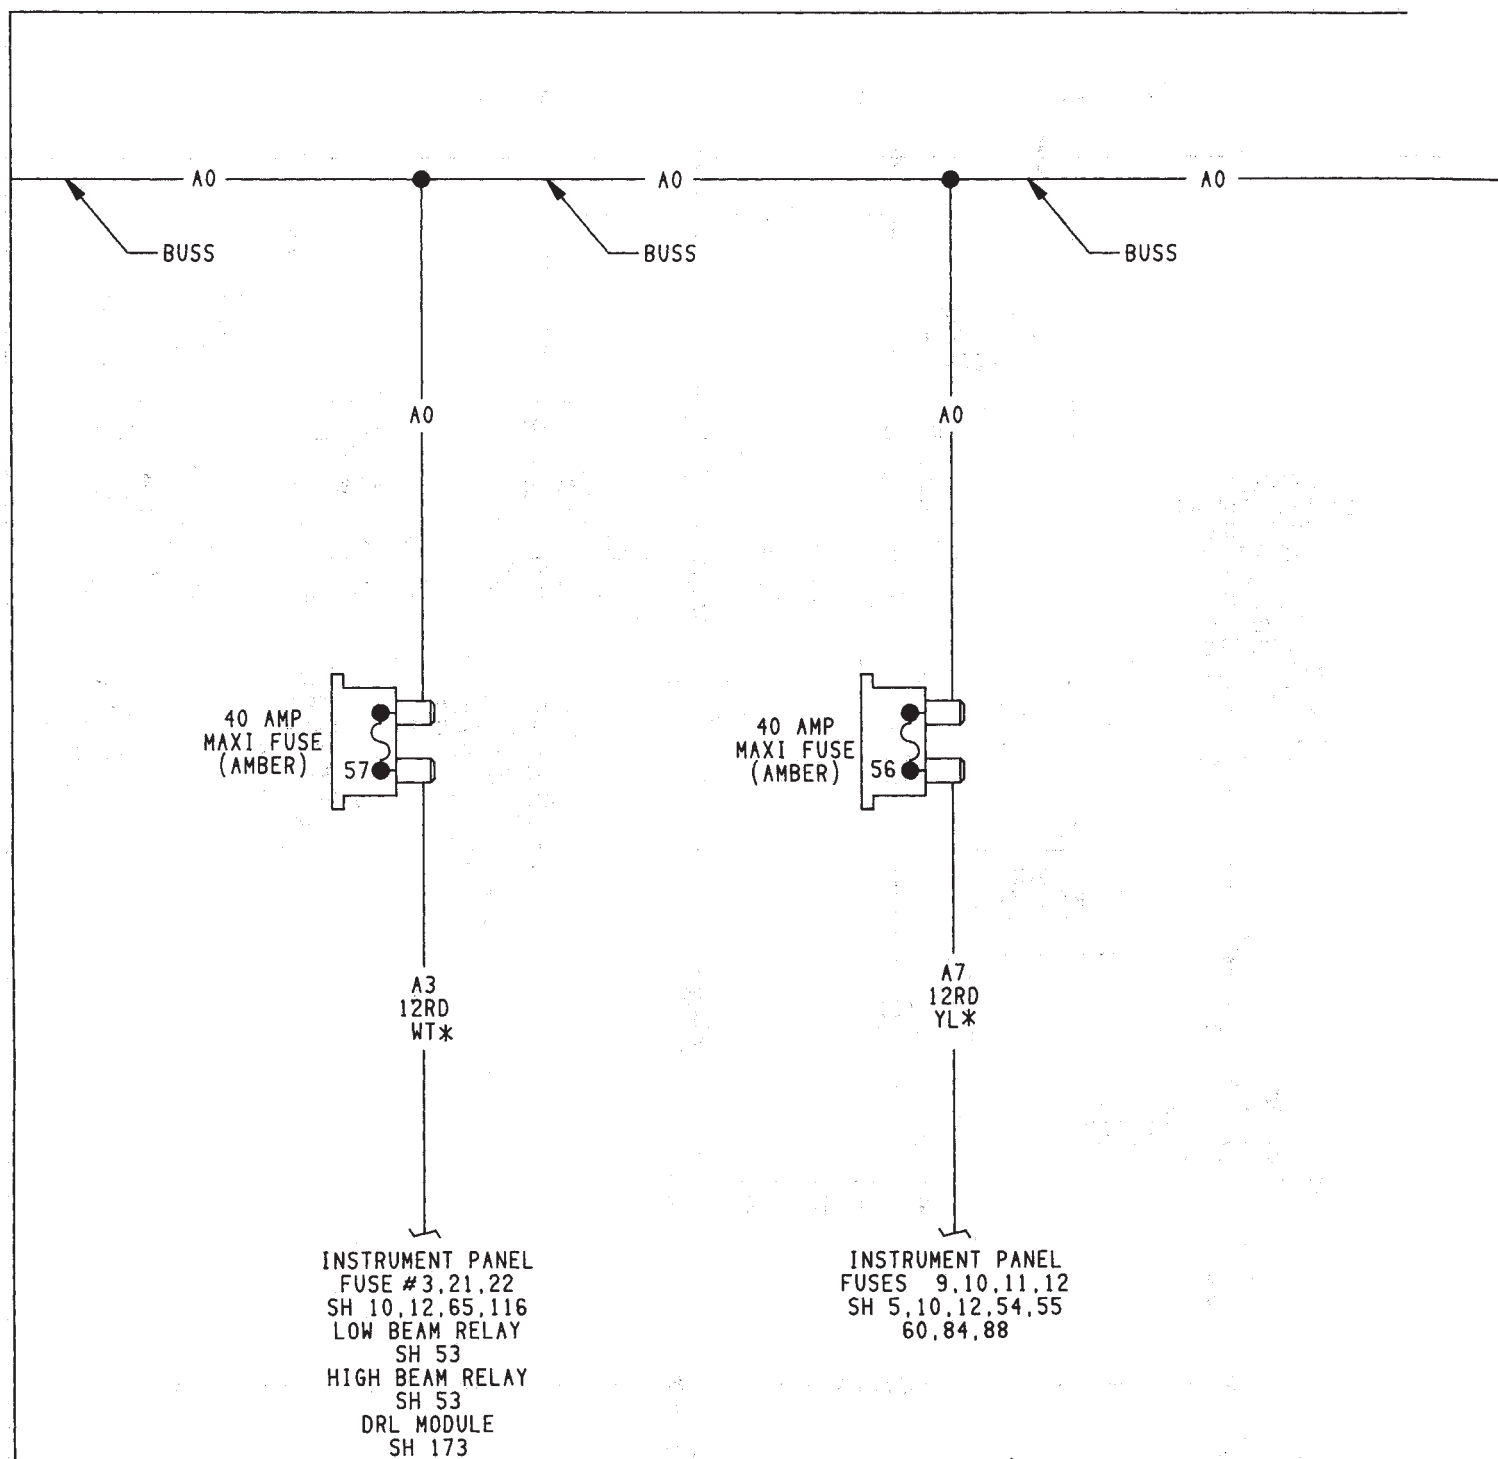 A0
A0
A0
BUSS
BUSS
BUSS
A0
A0
40 AMP
MAXI FUSE
(AMBER)
57
40 AMP
MAXI FUSE
(AMBER)
56
A3
12RD
WT*
A7
12RD
YL*
INSTRUMENT PANEL
FUSE #3,21,22
SH 10,12,65,116
LOW BEAM RELAY
SH 53
HIGH BEAM RELAY
SH 53
DRL MODULE
SH 173
INSTRUMENT PANEL
FUSES 9,10,11,12
SH 5,10,12,54,55
60,84,88